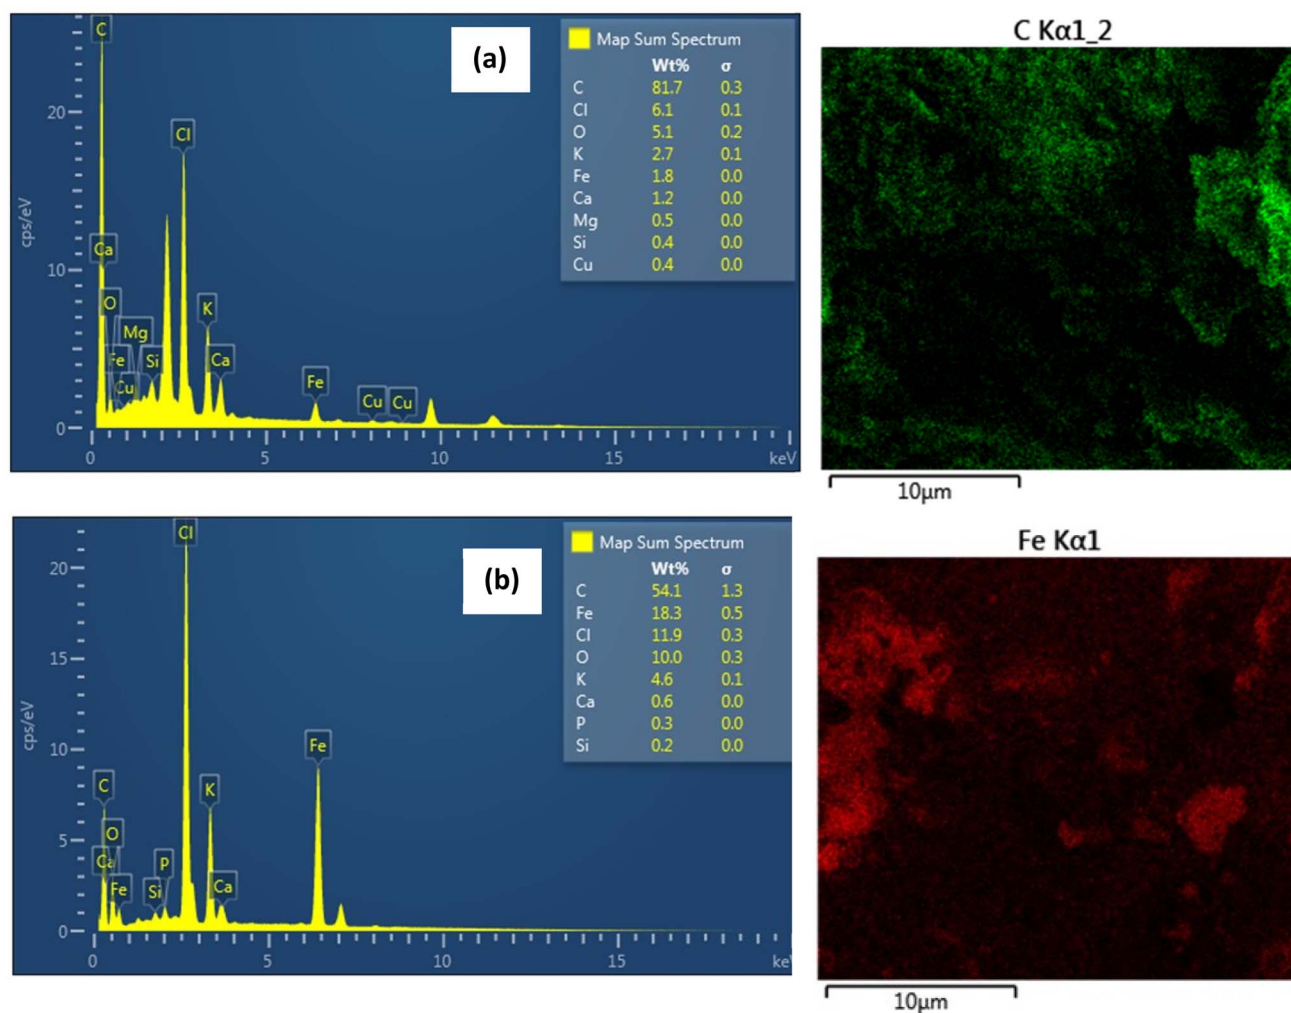 C
(a)
Map Sum Spectrum
Wt% σ
C 81.7 0.3
Cl 6.1 0.1
O 5.1 0.2
K 2.7 0.1
Fe 1.8 0.0
Ca 1.2 0.0
Mg 0.5 0.0
Si 0.4 0.0
Cu 0.4 0.0
20
Cl
cps/eV
Ca
10
O
K
Mg
Fe
Si
Ca
Cu
Fe
Cu
Cu
0
0 5 10 15 keV
C Kα1_2
10µm
Cl
(b)
Map Sum Spectrum
Wt% σ
C 54.1 1.3
Fe 18.3 0.5
Cl 11.9 0.3
O 10.0 0.3
K 4.6 0.1
Ca 0.6 0.0
P 0.3 0.0
Si 0.2 0.0
20
15
cps/eV
10
Fe
C
K
5
O
Ca
P
Fe
Si
Ca
0
0 5 10 15 ke
Fe Kα1
10µm